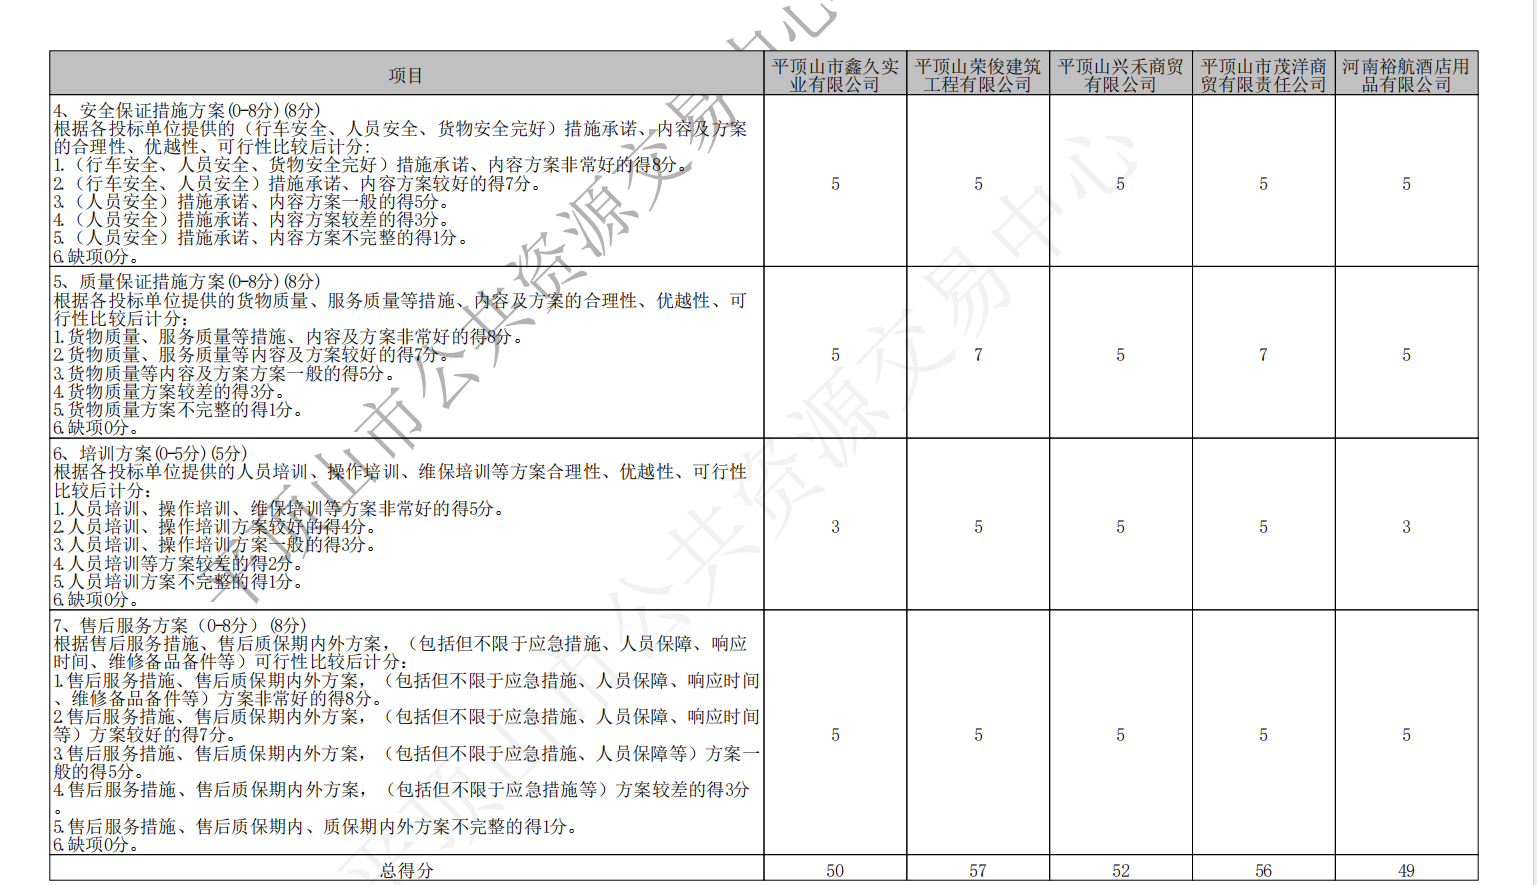 项目
平顶山市鑫久实
业有限公司
平顶山荣俊建筑
工程有限公司
平顶山兴禾商贸
有限公司
平顶山市茂洋商
贸有限责任公司
河南裕航酒店用
品有限公司
4、安全保证措施方案(0-8分)(8分)
根据各投标单位提供的（行车安全、人员安全、货物安全完好）措施承诺、内容及方案
的合理性、优越性、可行性比较后计分:
1.（行车安全、人员安全、货物安全完好）措施承诺、内容方案非常好的得8分。
2.（行车安全、人员安全）措施承诺、内容方案较好的得7分。
3.（人员安全）措施承诺、内容方案一般的得5分。
4.（人员安全）措施承诺、内容方案较差的得3分。
5.（人员安全）措施承诺、内容方案不完整的得1分。
6.缺项0分。
5 5 5 5 5
5、质量保证措施方案(0-8分)(8分)
根据各投标单位提供的货物质量、服务质量等措施、内容及方案的合理性、优越性、可
行性比较后计分:
1.货物质量、服务质量等措施、内容及方案非常好的得8分。
2.货物质量、服务质量等内容及方案较好的得7分。
3.货物质量等内容及方案方案一般的得5分。
4.货物质量方案较差的得3分。
5.货物质量方案不完整的得1分。
6.缺项0分。
5 7 5 7 5
6、培训方案(0-5分)(5分)
根据各投标单位提供的人员培训、操作培训、维保培训等方案合理性、优越性、可行性
比较后计分:
1.人员培训、操作培训、维保培训等方案非常好的得5分。
2.人员培训、操作培训方案较好的得4分。
3.人员培训、操作培训方案一般的得3分。
4.人员培训等方案较差的得2分。
5.人员培训方案不完整的得1分。
6.缺项0分。
3 5 5 5 3
7、售后服务方案（0-8分）(8分)
根据售后服务措施、售后质保期内外方案，（包括但不限于应急措施、人员保障、响应
时间、维修备品备件等）可行性比较后计分:
1.售后服务措施、售后质保期内外方案，（包括但不限于应急措施、人员保障、响应时间
、维修备品备件等）方案非常好的得8分。
2.售后服务措施、售后质保期内外方案，（包括但不限于应急措施、人员保障、响应时间
等）方案较好的得7分。
3.售后服务措施、售后质保期内外方案，（包括但不限于应急措施、人员保障等）方案一
般的得5分。
4.售后服务措施、售后质保期内外方案，（包括但不限于应急措施等）方案较差的得3分
。
5.售后服务措施、售后质保期内、质保期内外方案不完整的得1分。
6.缺项0分。
5 5 5 5 5
总得分 50 57 52 56 49
平顶山市公共资源交易中心
平顶山市公共资源交易中心